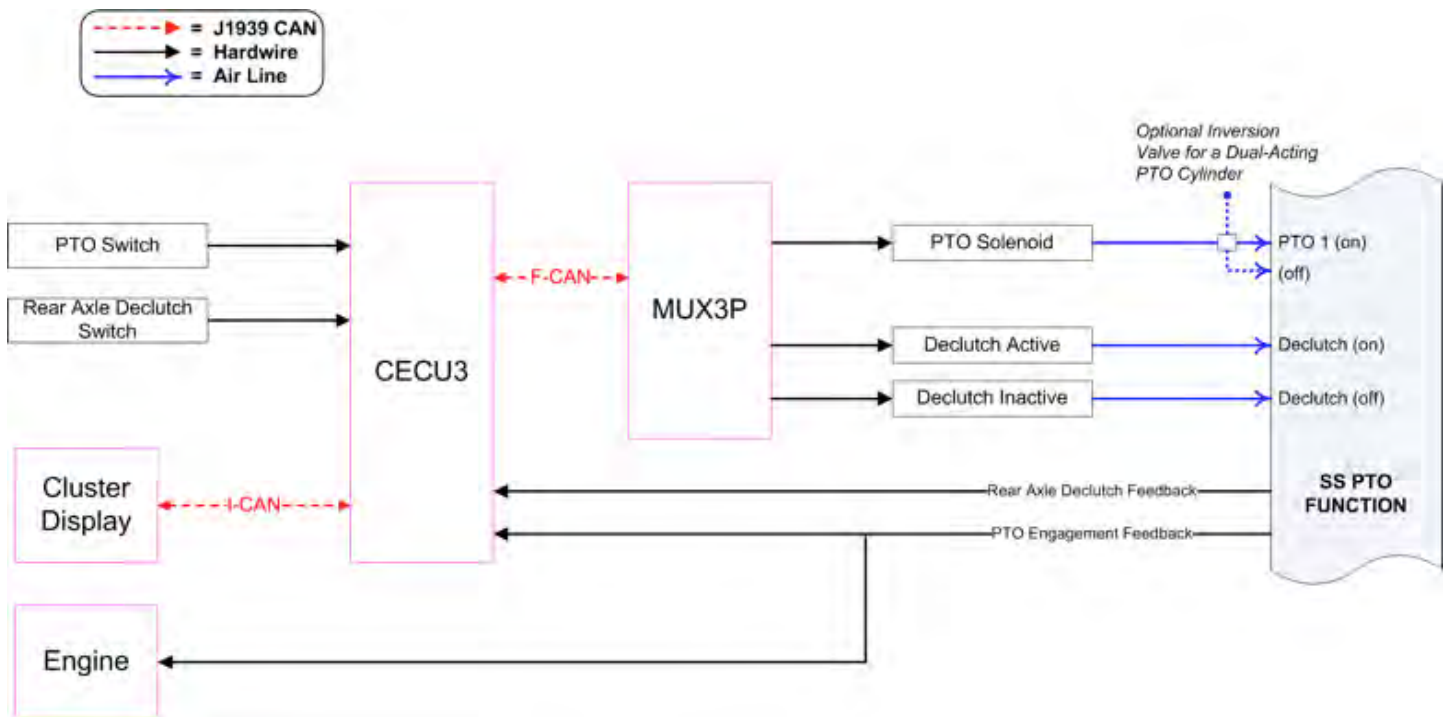 = J1939 CAN
= Hardwire
= Air Line
Optional Inversion
Valve for a Dual-Acting
PTO Cylinder
PTO Switch
Rear Axle Declutch
Switch
CECU3
F-CAN
MUX3P
PTO Solenoid
PTO 1 (on)
(off)
Declutch Active
Declutch (on)
Declutch Inactive
Declutch (off)
Cluster
Display
I-CAN
Rear Axle Declutch Feedback
PTO Engagement Feedback
SS PTO
FUNCTION
Engine